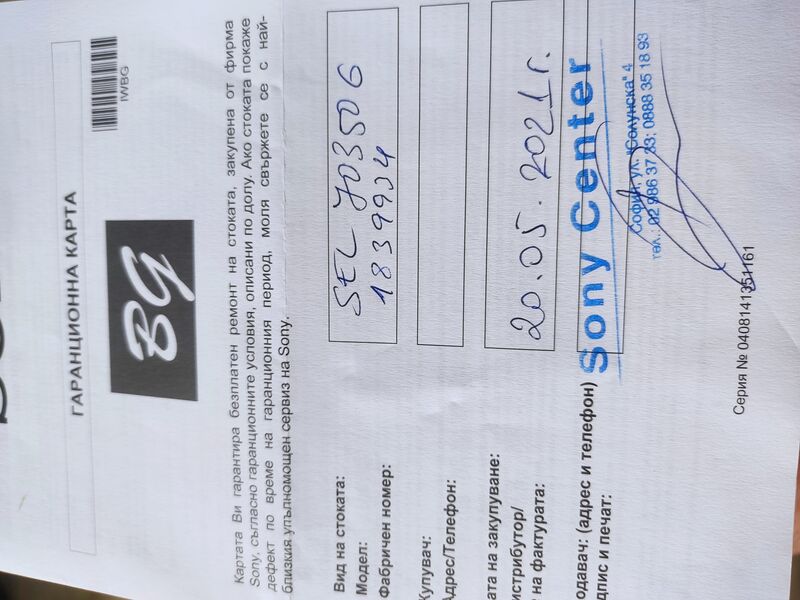 ГАРАНЦИОННА КАРТА
IWBG
BG
Картата Ви гарантира безплатен ремонт на стоката, закупена от фирма
Sony, съгласно гаранционните условия, описани по долу. Ако стоката покаже
дефект по време на гаранционния период, моля свържете се с най-
близкия упълномощен сервиз на Sony.
Вид на стоката:
Модел: SEL 70350G
Фабричен номер: 1839934
Купувач:
Адрес/Телефон:
ата на закупуване:
истрибутор/ 20.05.2021г.
на фактурата:
одавач: (адрес и телефон) Sony Center
дпис и печат:
София, ул. "Солунска" 4
тел.: 02 986 37 23; 0888 35 18 93
Серия № 0408141351161